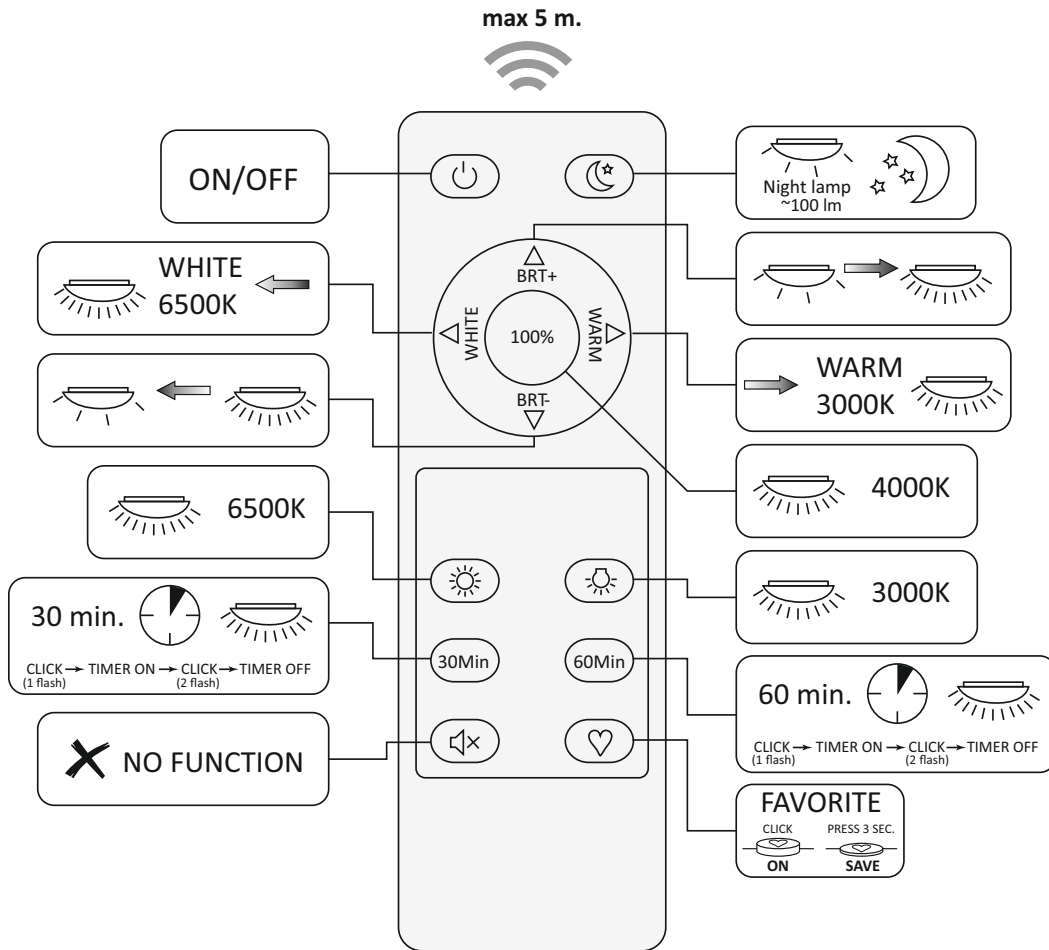 max 5 m.
ON/OFF
Night lamp
~100 lm
WHITE
6500K
BRT+
WHITE
100%
WARM
BRT-
WARM
3000K
6500K
4000K
3000K
30 min.
CLICK → TIMER ON → CLICK → TIMER OFF
(1 flash) (2 flash)
30Min
60Min
60 min.
CLICK → TIMER ON → CLICK → TIMER OFF
(1 flash) (2 flash)
NO FUNCTION
FAVORITE
CLICK PRESS 3 SEC.
ON SAVE